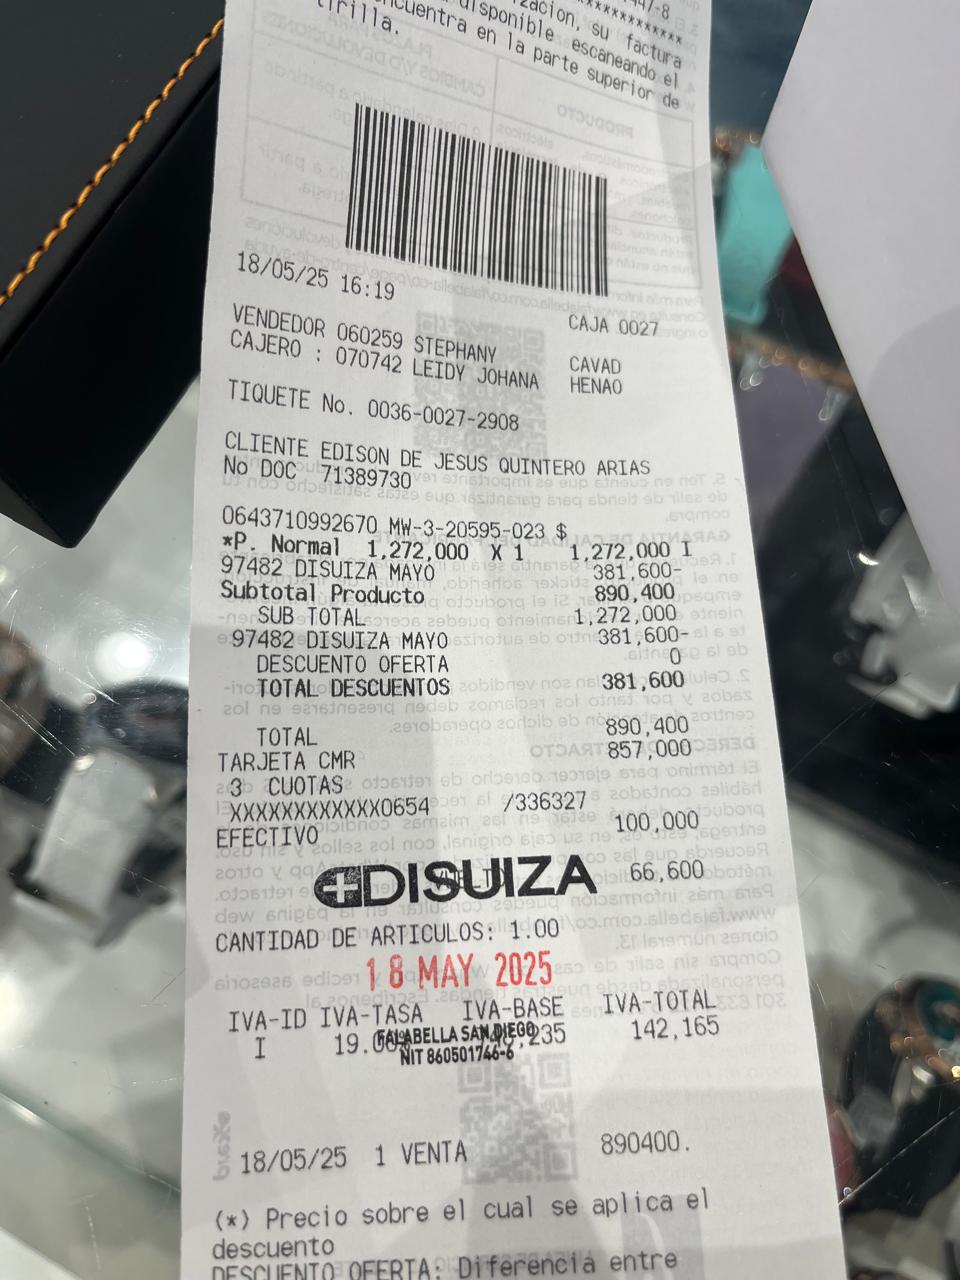 zacion, su factura
disponible escaneando el
encuentra en la parte superior de
tirilla.
18/05/25 16:19
CAJA 0027
VENDEDOR 060259 STEPHANY CAVAD
CAJERO : 070742 LEIDY JOHANA HENAO
TIQUETE No. 0036-0027-2908
CLIENTE EDISON DE JESUS QUINTERO ARIAS
No DOC 71389730
0643710992670 MW-3-20595-023 $
*P. Normal 1,272,000 X 1 1,272,000 I
97482 DISUIZA MAYO 381,600-
Subtotal Producto 890,400
SUB TOTAL 1,272,000
97482 DISUIZA MAYO 381,600-
DESCUENTO OFERTA 0
TOTAL DESCUENTOS 381,600
TOTAL 890,400
TARJETA CMR 857,000
3 CUOTAS
XXXXXXXXXXXX0654 /336327
EFECTIVO 100,000
DISUIZA 66,600
CANTIDAD DE ARTICULOS: 1.00
18 MAY 2025
IVA-ID IVA-TASA IVA-BASE IVA-TOTAL
I 19.0 ,235 142,165
FALABELLA SAN DIEGO
NIT 860501746-6
18/05/25 1 VENTA 890400.
(*) Precio sobre el cual se aplica el
descuento
DESCUENTO OFERTA: Diferencia entre